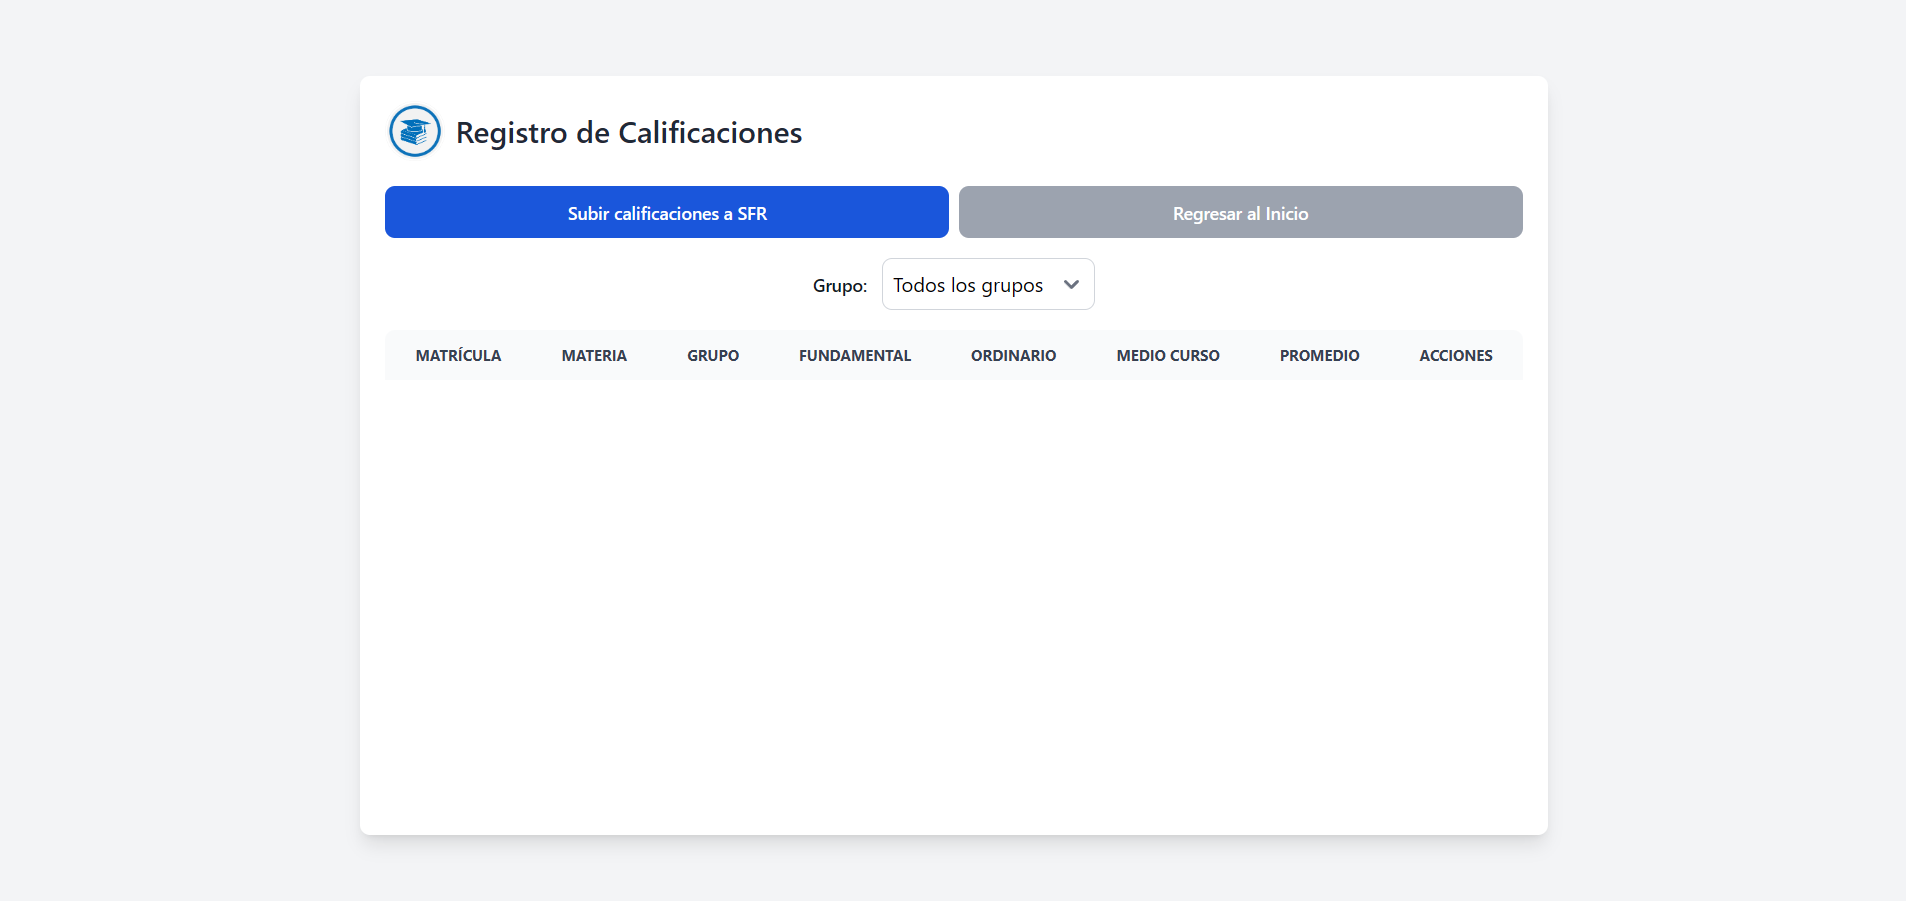 Registro de Calificaciones
Subir calificaciones a SFR
Regresar al Inicio
Grupo:
Todos los grupos
MATRÍCULA MATERIA GRUPO FUNDAMENTAL ORDINARIO MEDIO CURSO PROMEDIO ACCIONES